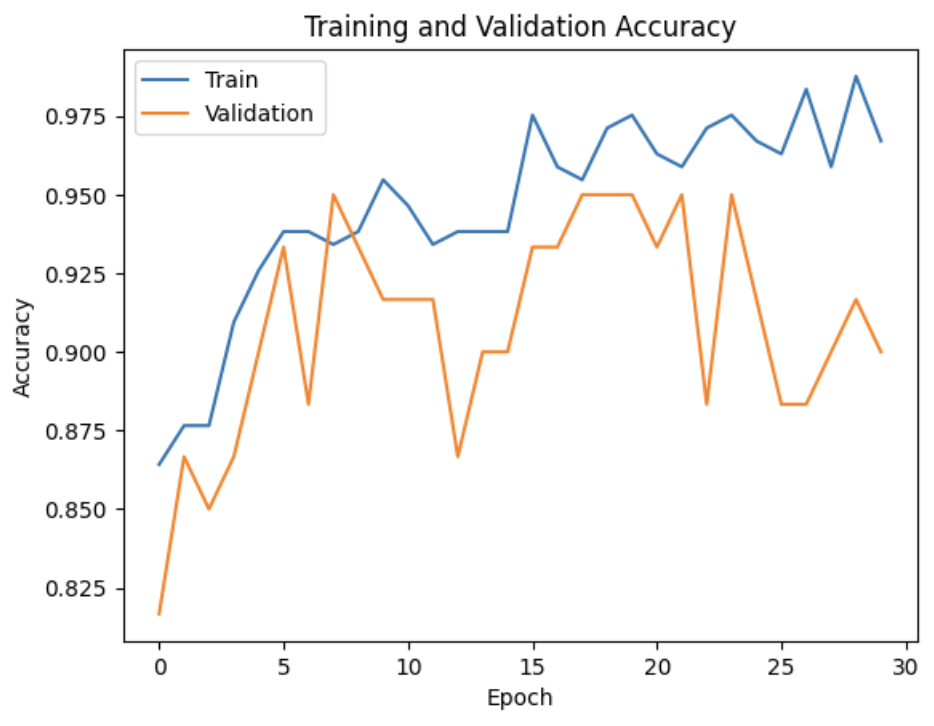 Training and Validation Accuracy
Train
Validation
0.975
0.950
0.925
0.900
0.875
0.850
0.825
Accuracy
0 5 10 15 20 25 30
Epoch